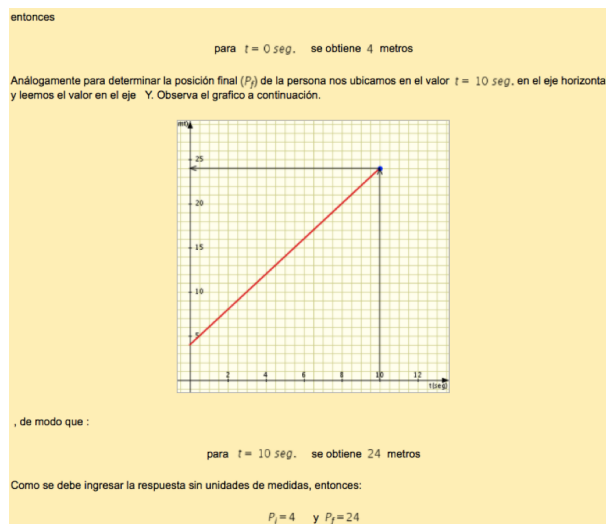 entonces
para t = 0 seg. se obtiene 4 metros
Análogamente para determinar la posición final (Pf) de la persona nos ubicamos en el valor t = 10 seg. en el eje horizonta
y leemos el valor en el eje Y. Observa el grafico a continuación.
mt)
25
20
15
10
5
2 4 6 8 10 12
t(seg)
, de modo que :
para t = 10 seg. se obtiene 24 metros
Como se debe ingresar la respuesta sin unidades de medidas, entonces:
Pi = 4 y Pf = 24